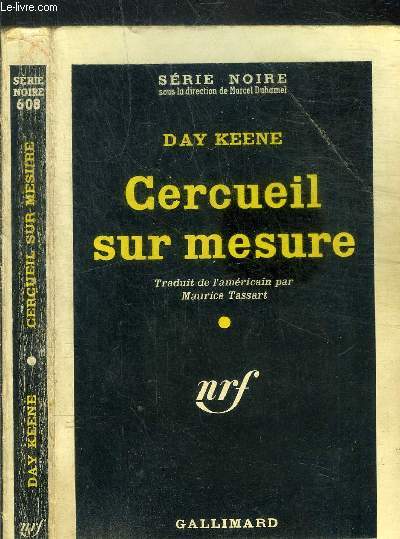 Le-livre.com
SÉRIE
NOIRE
608
CERCUEIL SUR MESURE
DAY KEENE
nrf
SÉRIE NOIRE
sous la direction de Marcel Duhamel
DAY KEENE
Cercueil
sur mesure
Traduit de l'américain par
Maurice Tassart
nrf
GALLIMARD